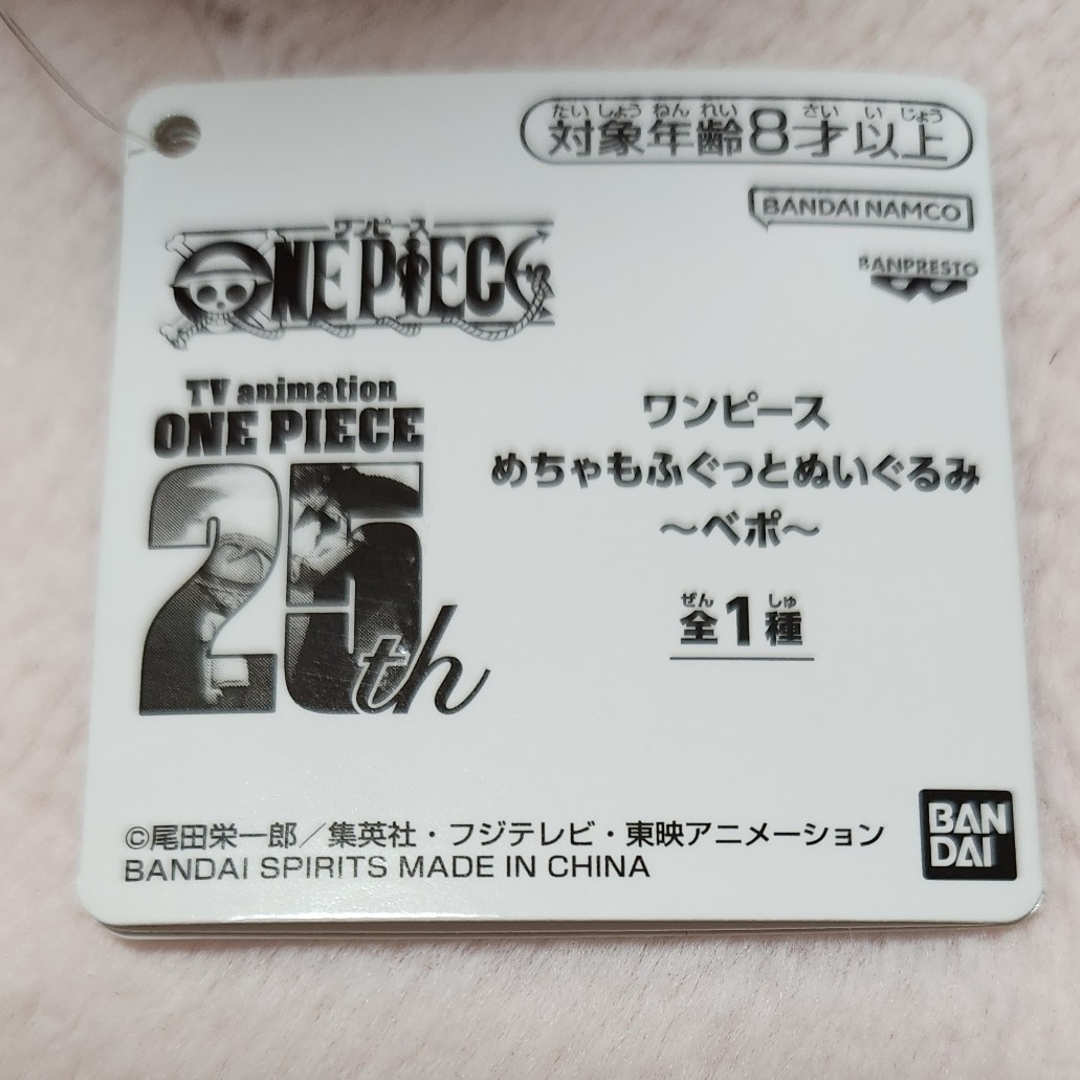 たいしょうねんれい さいいじょう
対象年齢8才以上
BANDAI NAMCO
BANPRESTO
ワンピース
ONE PIECE
TV animation
ONE PIECE
25th
ワンピース
めちゃもふぐっとぬいぐるみ
～ベポ～
ぜん しゅ
全1種
©尾田栄一郎／集英社・フジテレビ・東映アニメーション
BANDAI SPIRITS MADE IN CHINA
BAN
DAI